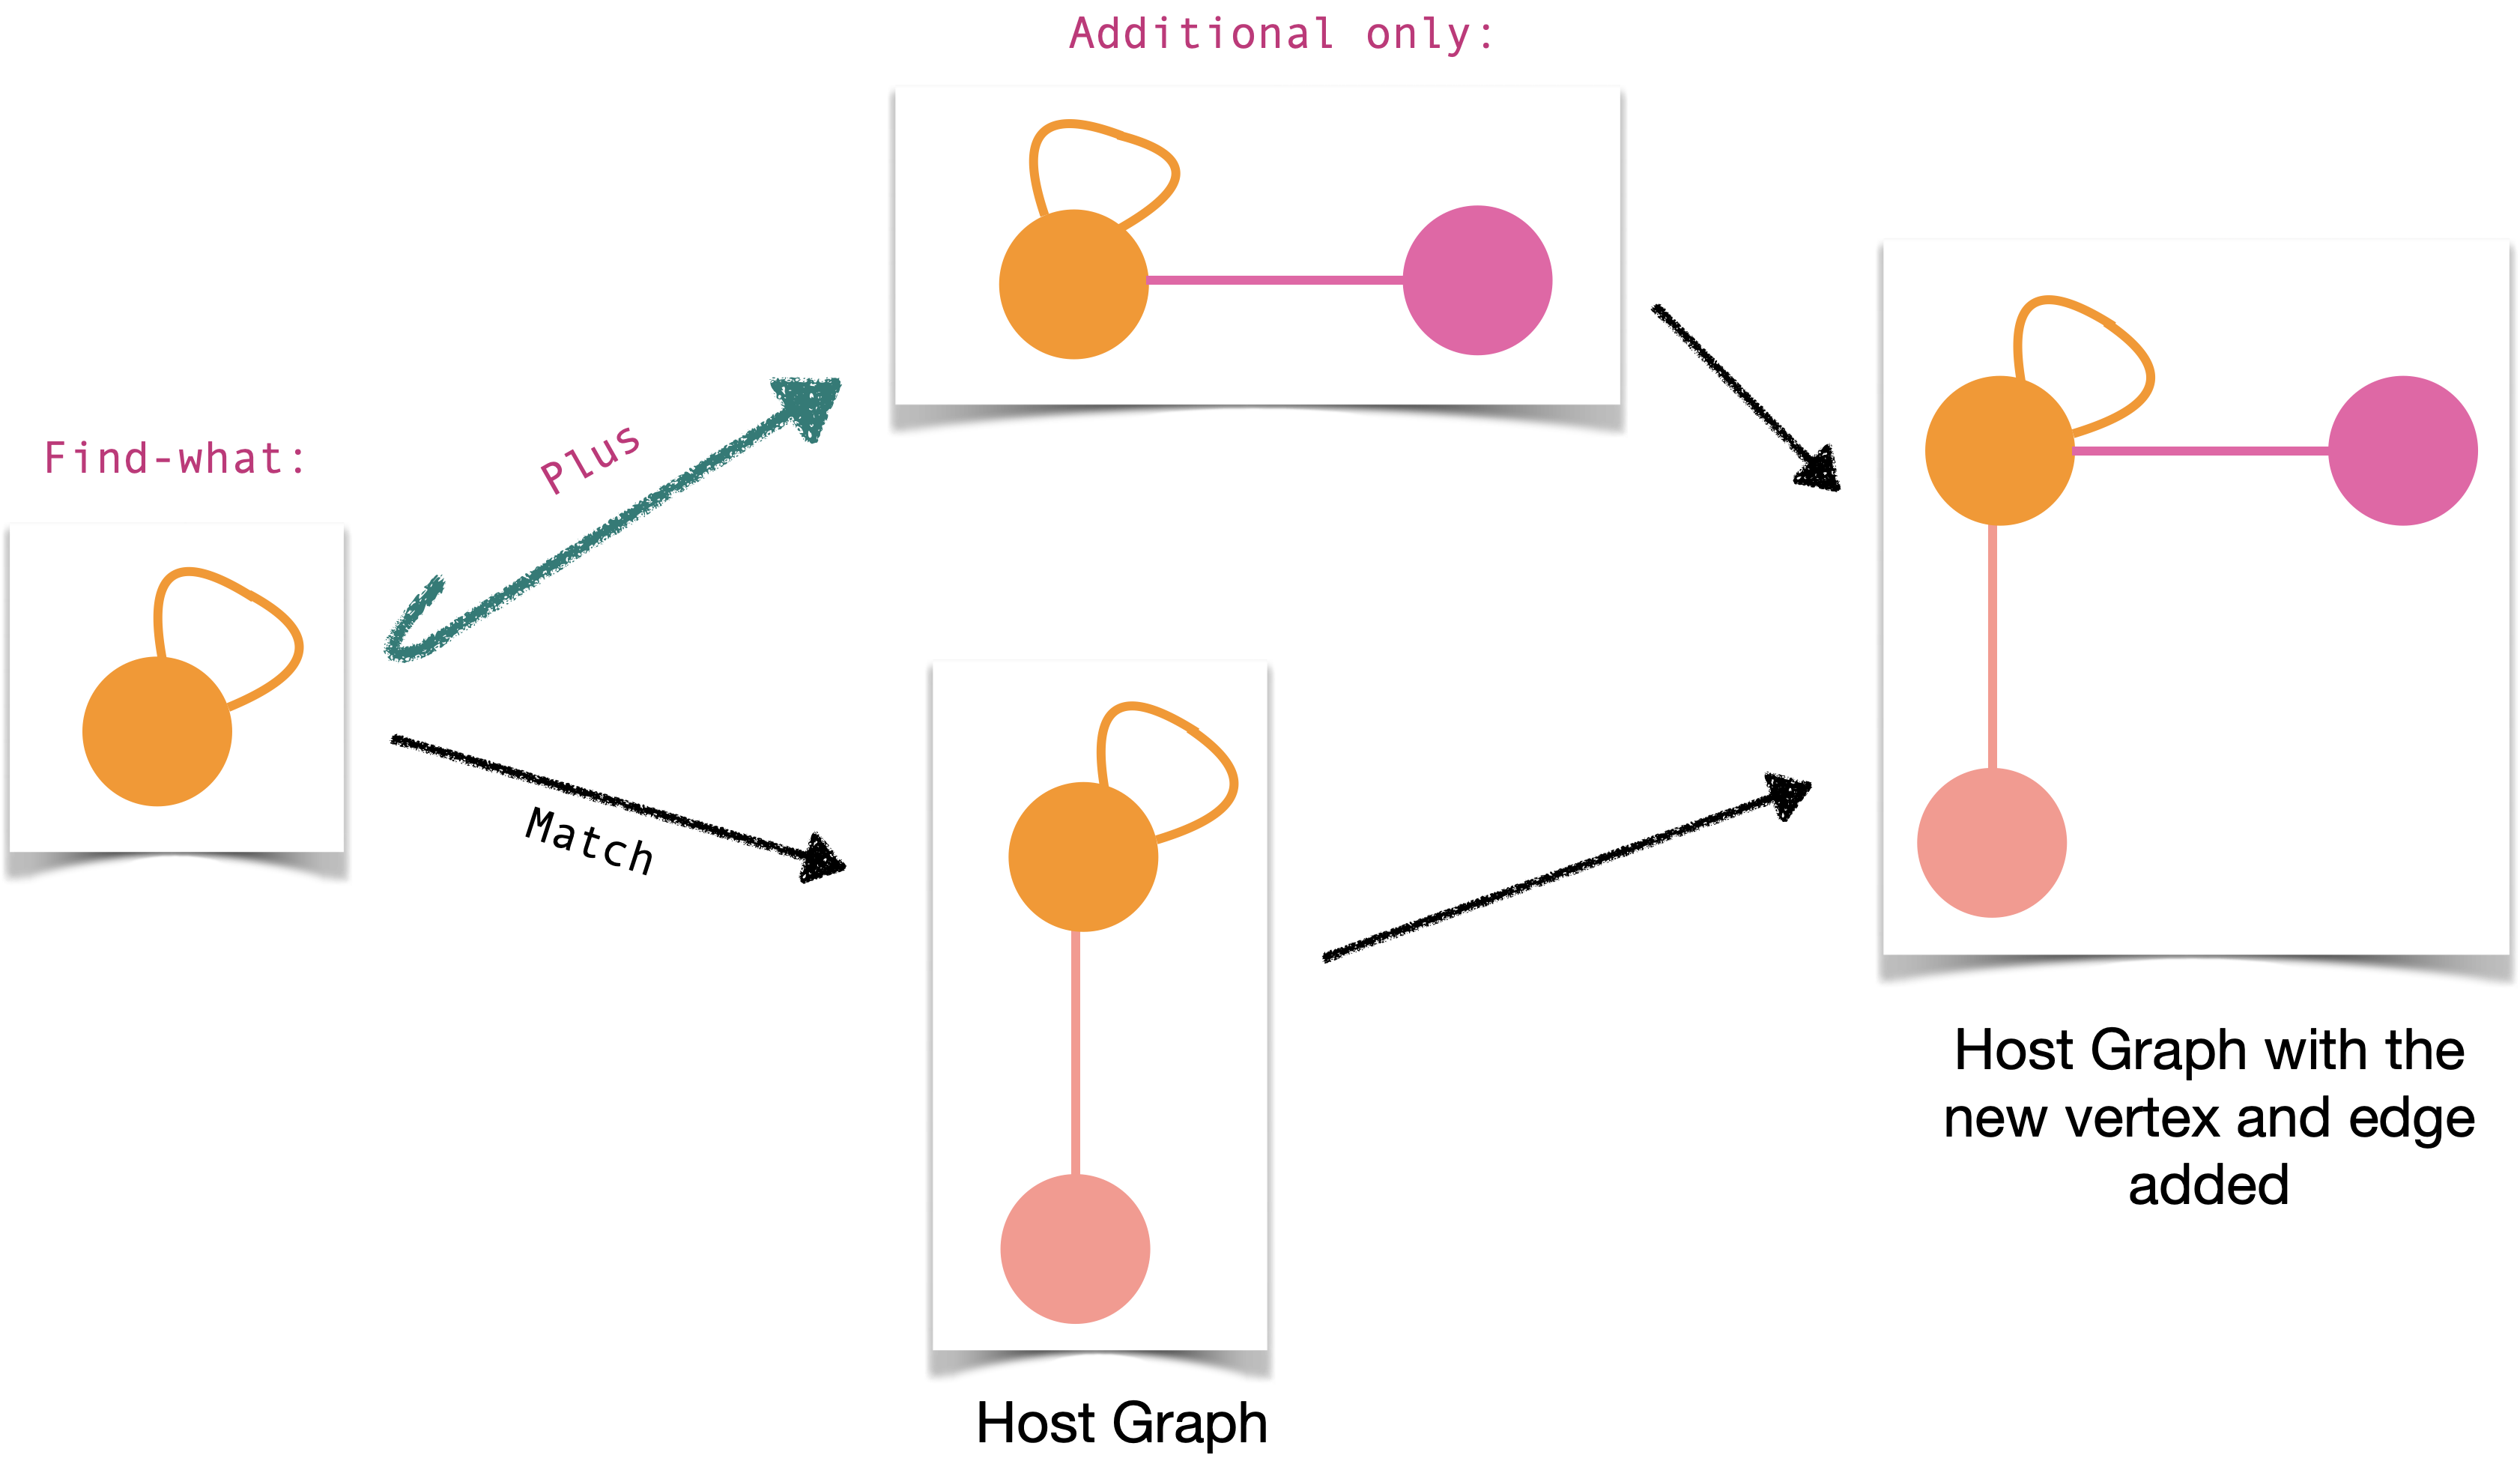 Additional only:
Plus
Find-what:
Match
Host Graph with the
new vertex and edge
added
Host Graph